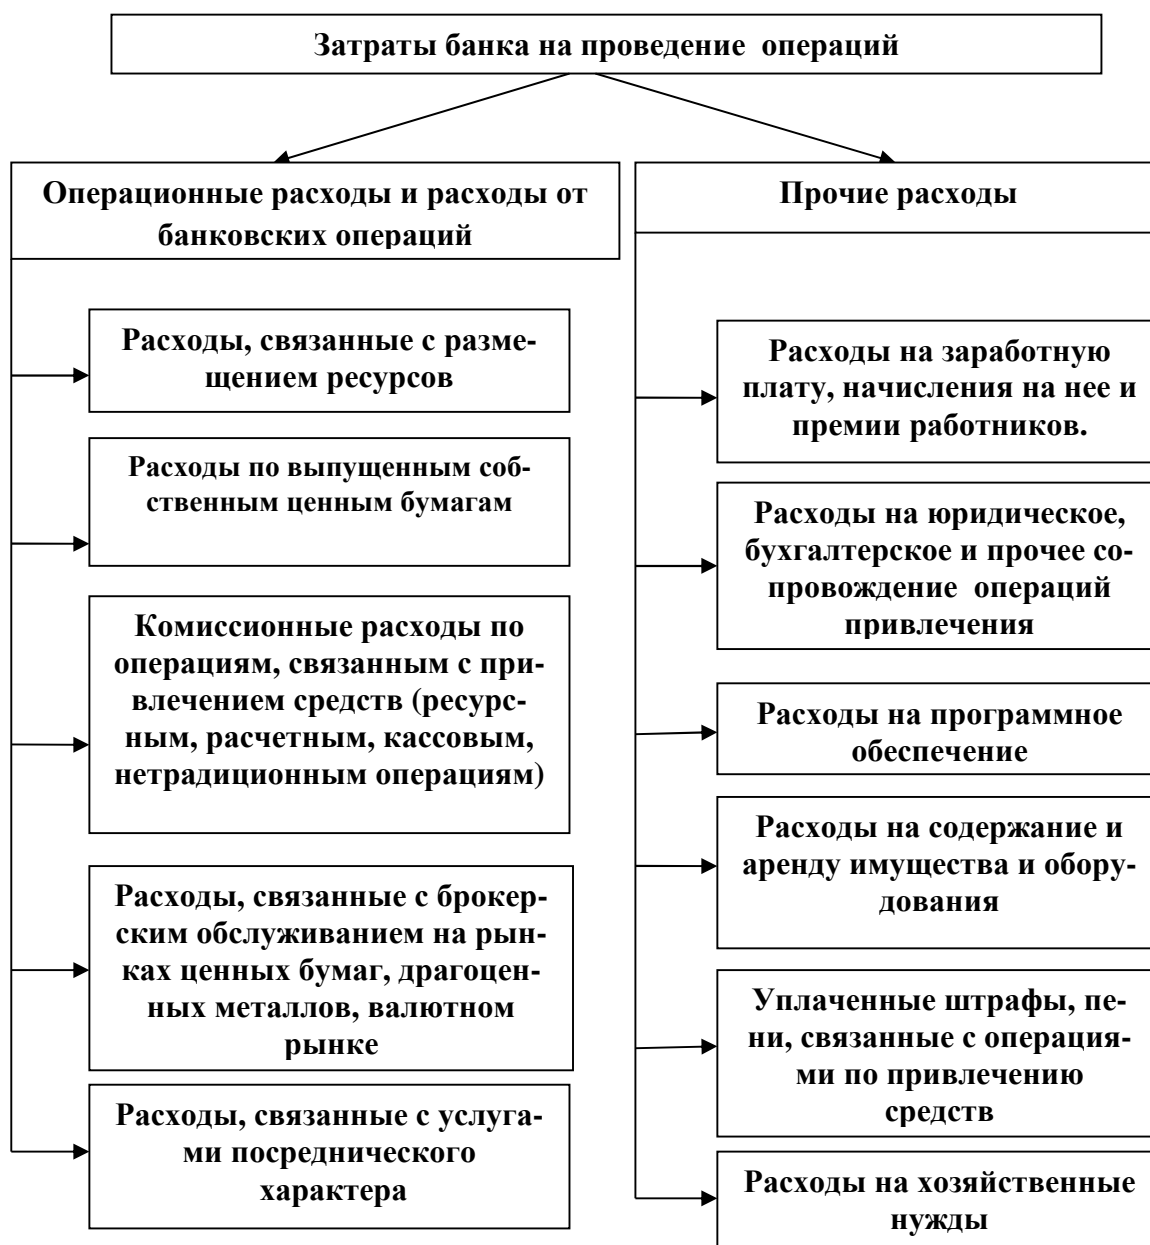 Затраты банка на проведение  операций
Операционные расходы и расходы от
банковских операций
Расходы, связанные с разме-
щением ресурсов
Расходы по выпущенным соб-
ственным ценным бумагам
Комиссионные расходы по
операциям, связанным с при-
влечением средств (ресурс-
ным, расчетным, кассовым,
нетрадиционным операциям)
Расходы, связанные с брокер-
ским обслуживанием на рын-
ках ценных бумаг, драгоцен-
ных металлов, валютном
рынке
Расходы, связанные с услуга-
ми посреднического
характера
Прочие расходы
Расходы на заработную
плату, начисления на нее и
премии работников.
Расходы на юридическое,
бухгалтерское и прочее со-
провождение  операций
привлечения
Расходы на программное
обеспечение
Расходы на содержание и
аренду имущества и обору-
дования
Уплаченные штрафы, пе-
ни, связанные с операция-
ми по привлечению
средств
Расходы на хозяйственные
нужды